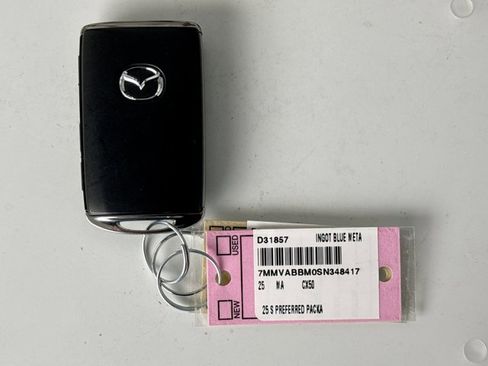 D31857 INGOT BLUE META
7MMVABBM0SN348417
25 MA CX50
25 S PREFERRED PACKA
USED
NEW